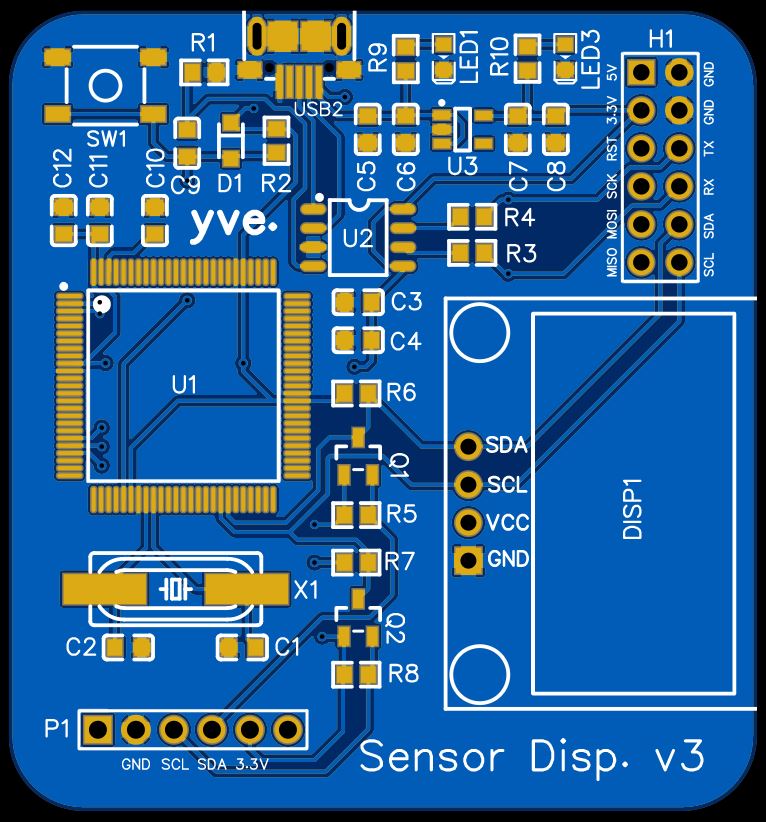 R1
R9
LED1
R10
LED3
H1
5V
GND
USB2
3.3V
GND
SW1
RST
TX
C12
C11
C10
C9
D1
R2
C5
C6
U3
C7
C8
SCK
RX
yve.
U2
R4
MOSI
SDA
R3
MISO
SCL
C3
C4
U1
R6
SDA
Q1
SCL
R5
VCC
DISP1
R7
GND
X1
Q2
C2
C1
R8
P1
Sensor Disp. v3
GND SCL SDA 3.3V